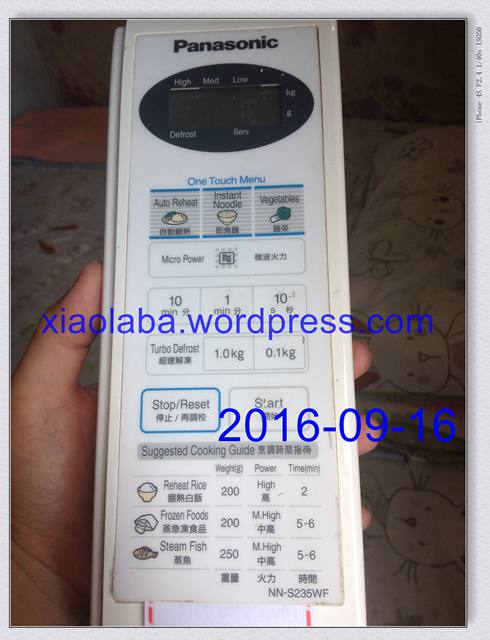 Panasonic
High Med Low
kg
g
Defrost Serv.
One Touch Menu
Auto Reheat Instant Noodle Vegetables
自動翻熱 即食麵 蔬菜
Micro Power 微波火力
10 min 分 1 min 分 10 s 秒
xiaolaba.wordpress.com
Turbo Defrost 1.0kg 0.1kg
超速解凍
Stop/Reset Start
停止 / 再調校 開始
2016-09-16
Suggested Cooking Guide 烹調時間指南
Weight(g) Power Time(min)
Reheat Rice 200 High 2
翻熱白飯 高
Frozen Foods 200 M.High 5-6
蒸急凍食品 中高
Steam Fish 250 M.High 5-6
蒸魚 中高
重量 火力 時間
NN-S235WF
iPhone 4S F2.4 1/40s ISO50